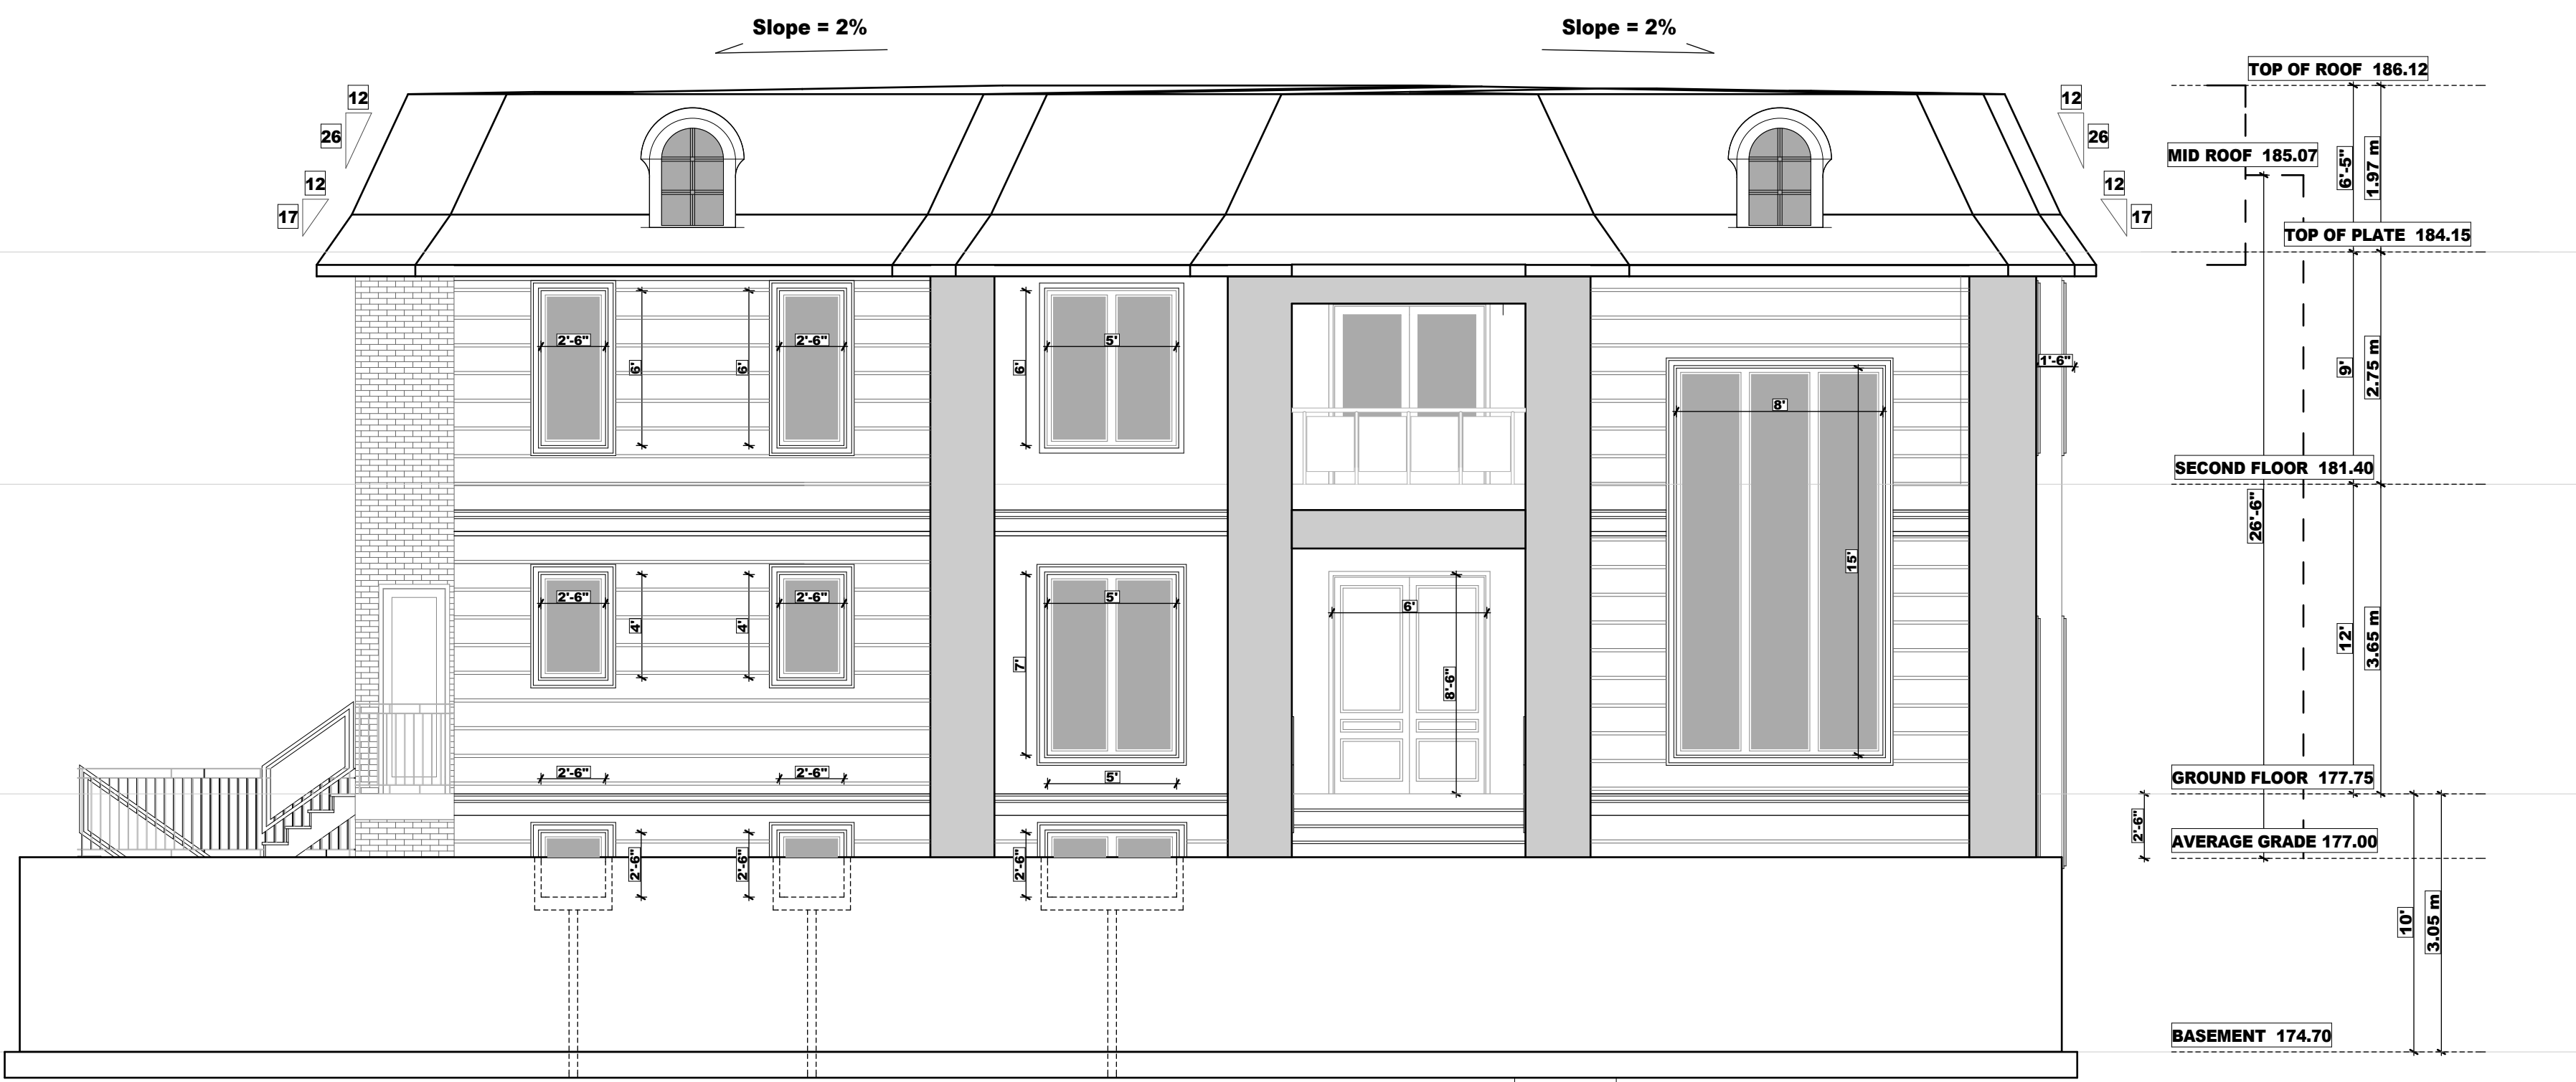 Slope = 2%
Slope = 2%
TOP OF ROOF 186.12
12
12
26
26
MID ROOF 185.07
6'-5"
1.97 m
12
12
17
17
TOP OF PLATE 184.15
2'-6"
2'-6"
5'
6'
6'
6'
1'-6"
9'
2.75 m
8'
SECOND FLOOR 181.40
26'-6"
15'
2'-6"
2'-6"
5'
6'
4'
4'
12'
3.65 m
7'
8'-6"
2'-6"
2'-6"
5'
GROUND FLOOR 177.75
2'-6"
AVERAGE GRADE 177.00
2'-6"
2'-6"
2'-6"
10'
3.05 m
BASEMENT 174.70